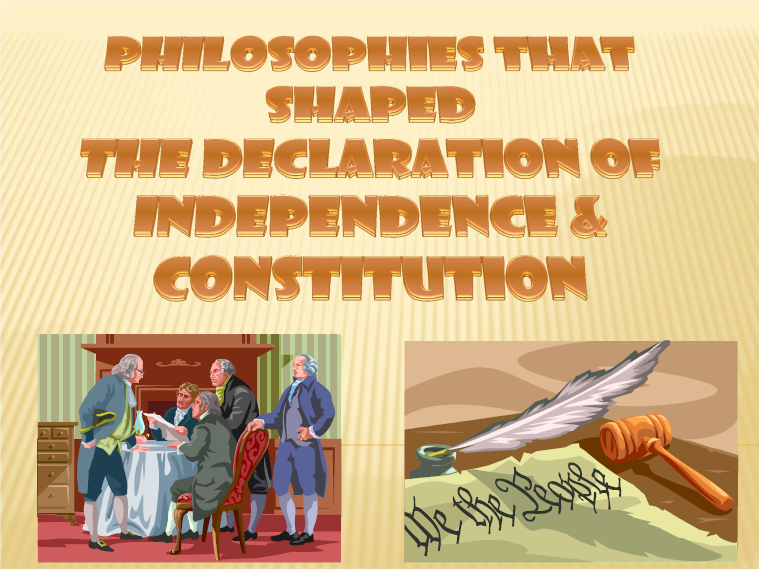 PHILOSOPHIES THAT
SHAPED
THE DECLARATION OF
INDEPENDENCE &
CONSTITUTION
We the People